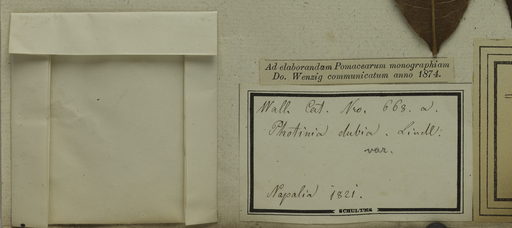 Ad elaborandam Pomacearum monographiam
Do. Wenzig communicatum anno 1874.
Wall. Cat. Nro. 668. a.
Photinia dubia. Lindl.
var.
Napalia 1821.
SCHULTES